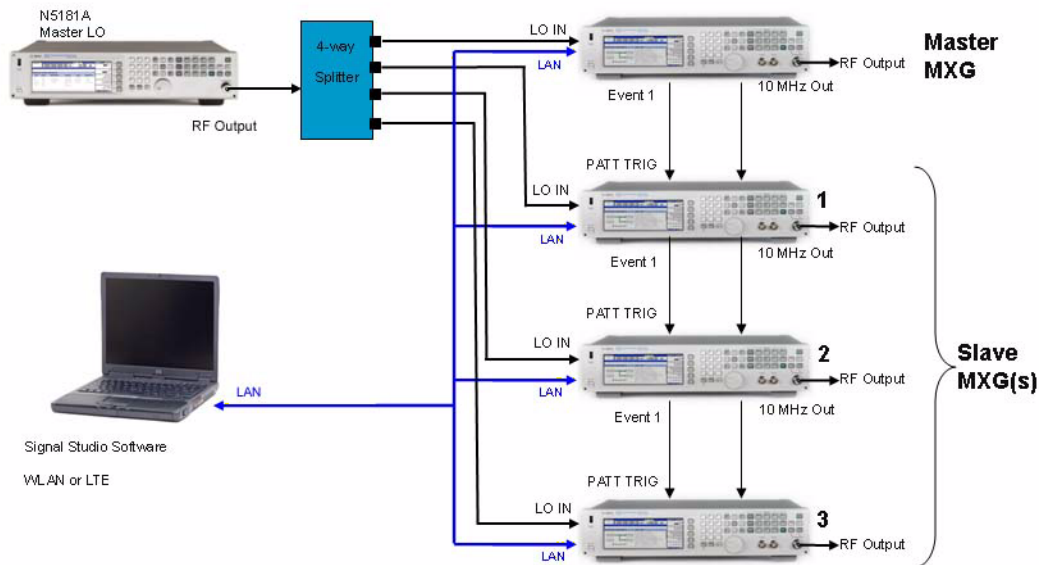 N5181A
Master LO
4-way
Splitter
RF Output
LO IN
LAN
Event 1
10 MHz Out
RF Output
Master
MXG
PATT TRIG
LO IN
LAN
1
RF Output
Event 1
10 MHz Out
PATT TRIG
LO IN
LAN
2
RF Output
Event 1
10 MHz Out
Slave
MXG(s)
LAN
Signal Studio Software
WLAN or LTE
PATT TRIG
LO IN
LAN
3
RF Output